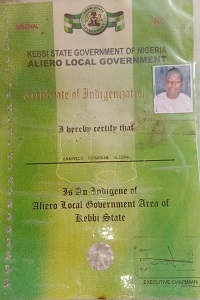 KEBBI STATE GOVERNMENT OF NIGERIA
ALIERO LOCAL GOVERNMENT
Certificate of Indigenization
I hereby certify that
Is An Indigene of
Aliero Local Government Area of
Kebbi State
EXECUTIVE CHAIRMAN